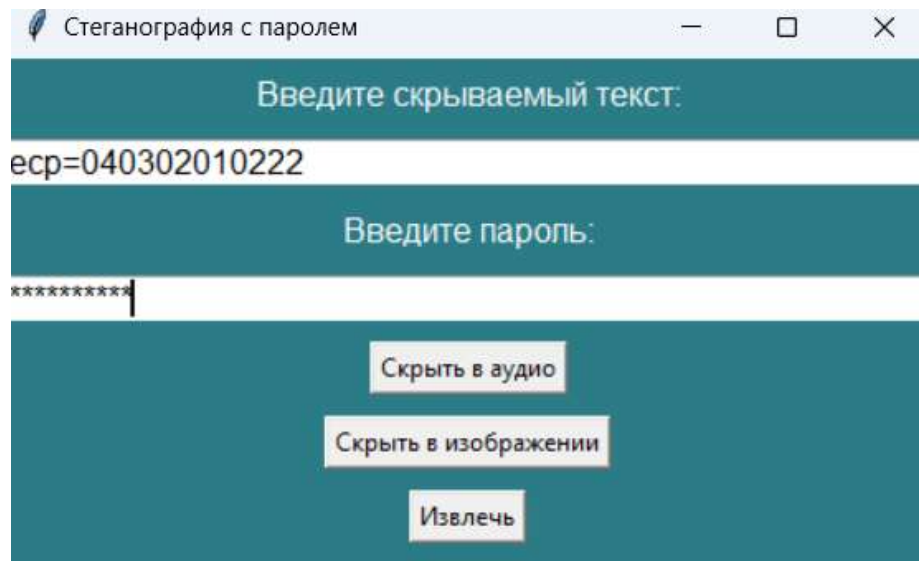 Стеганография с паролем
Введите скрываемый текст:
ecp=040302010222
Введите пароль:
**********
Скрыть в аудио
Скрыть в изображении
Извлечь